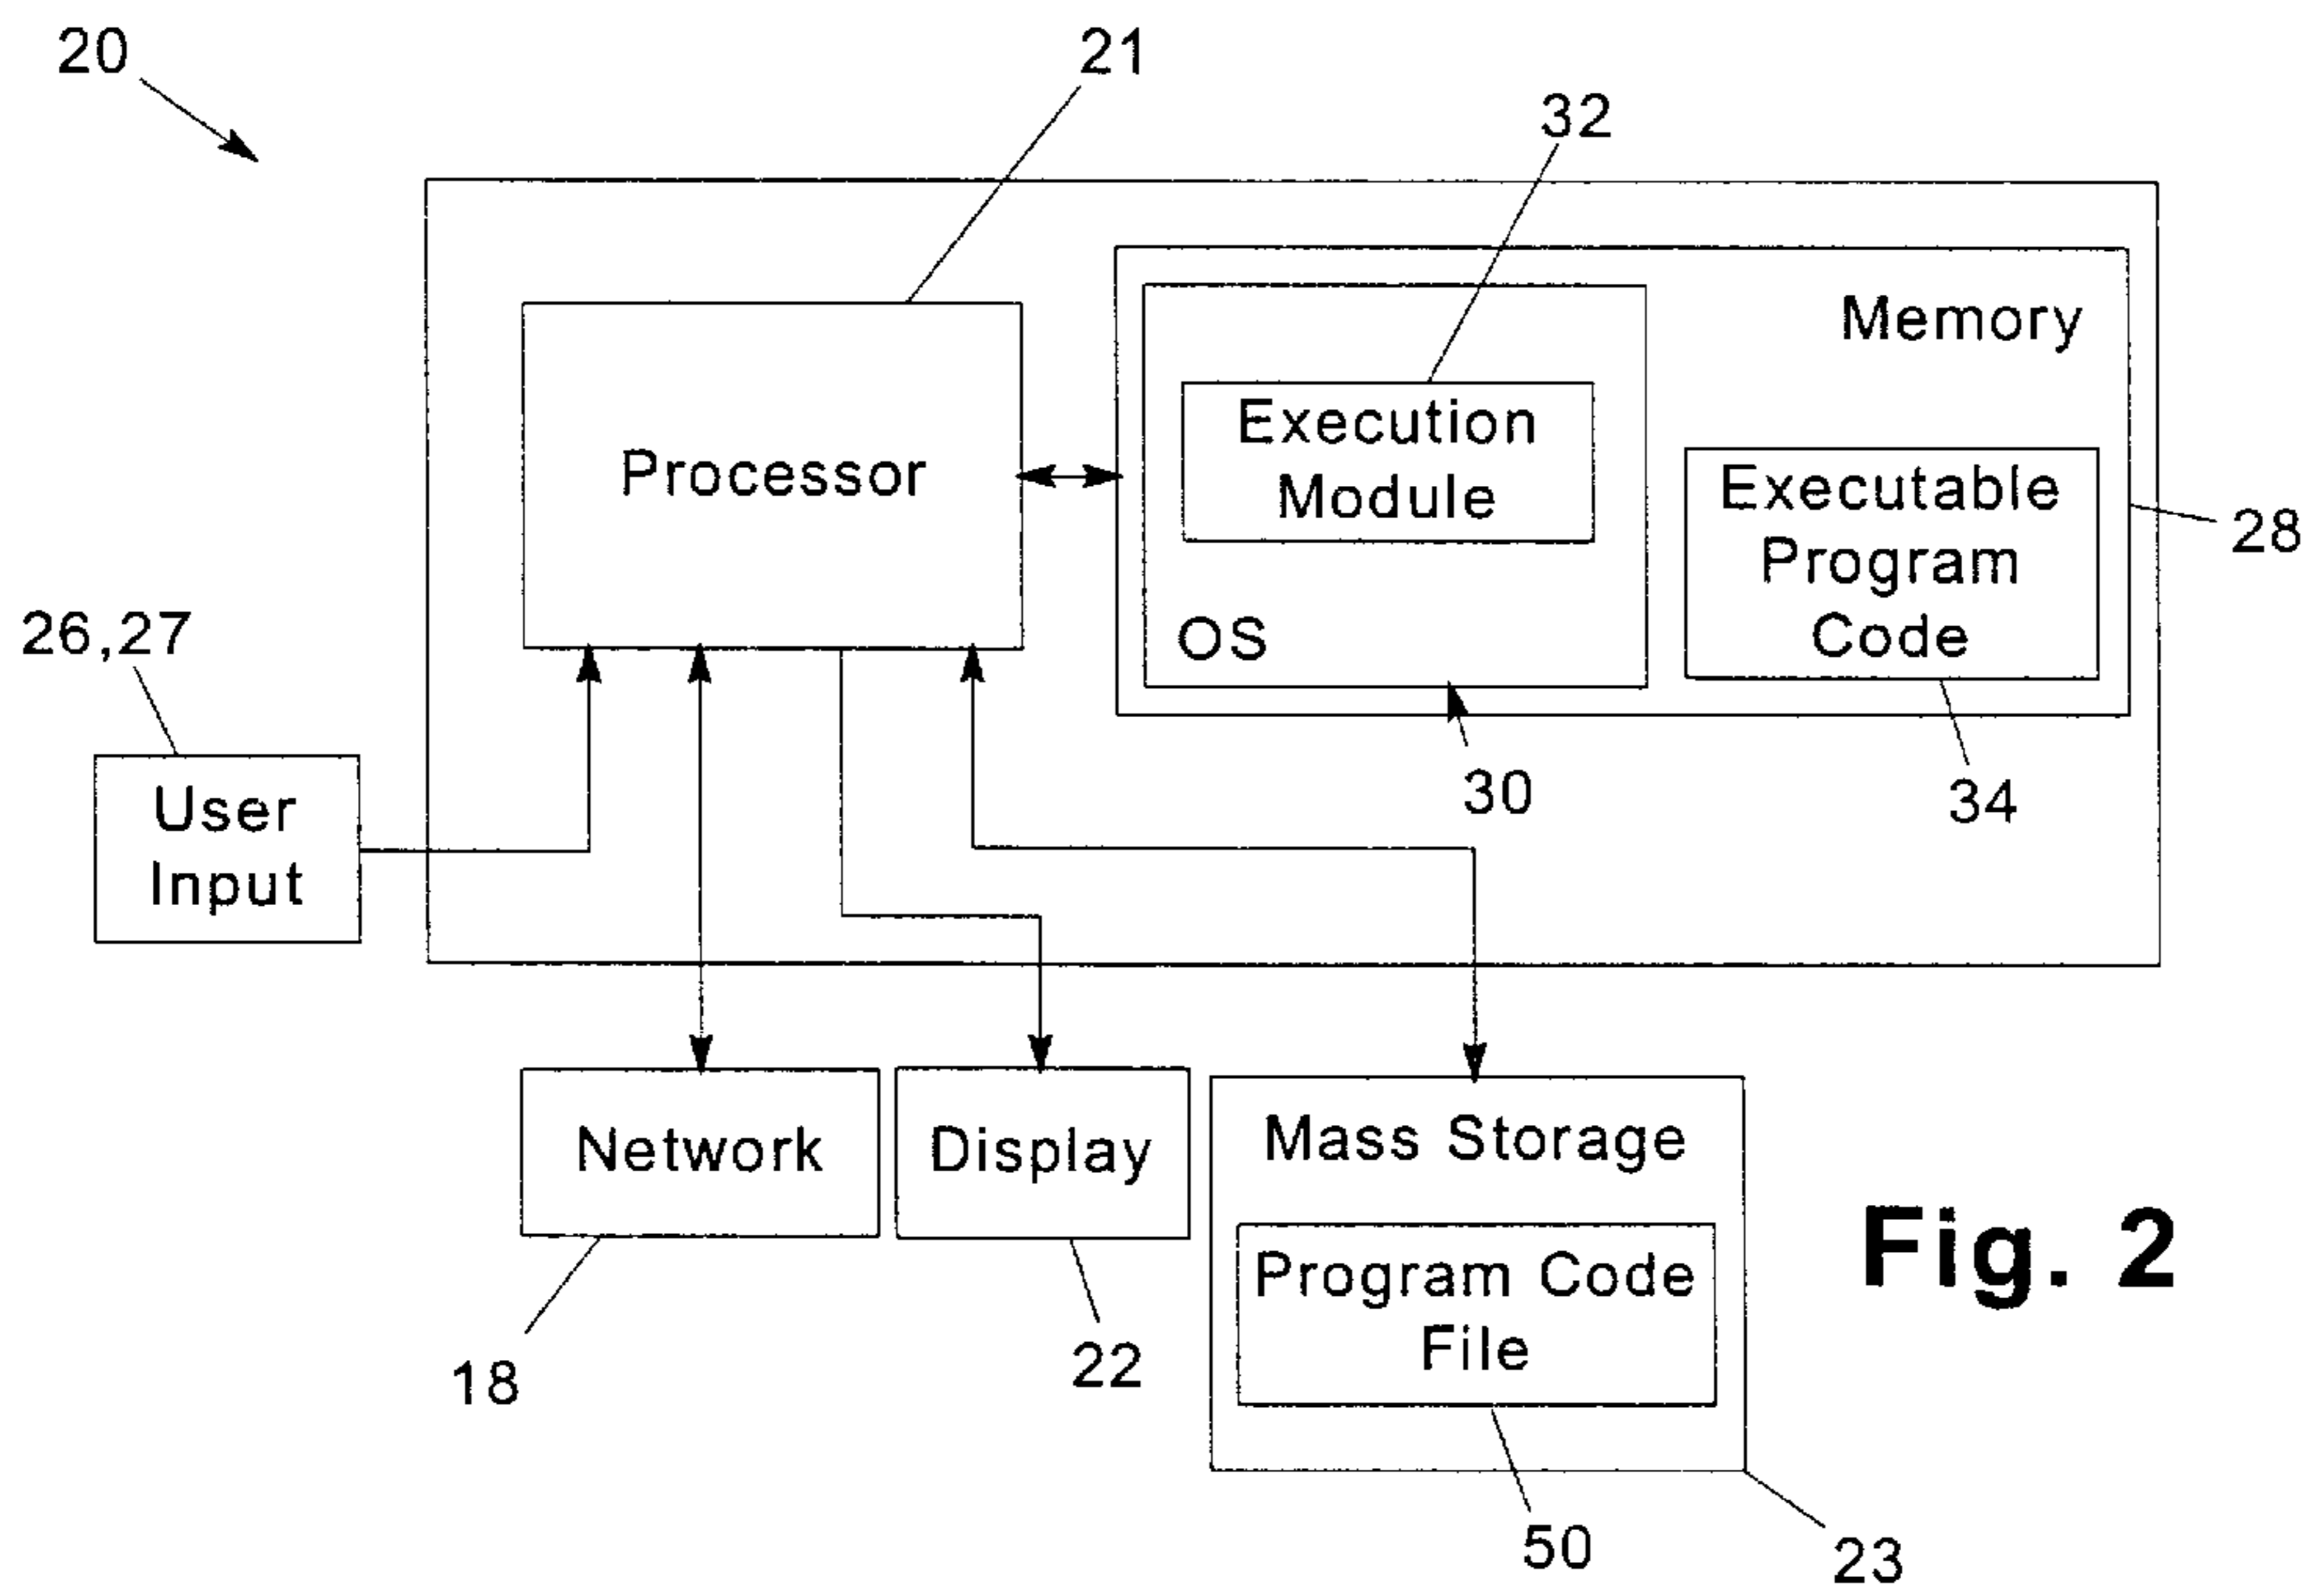 20
21
32
Memory
Execution
Module
Processor
Executable
Program
Code
28
OS
26,27
User
Input
30
34
Network
Display
Mass Storage
Program Code
File
Fig. 2
18
22
50
23